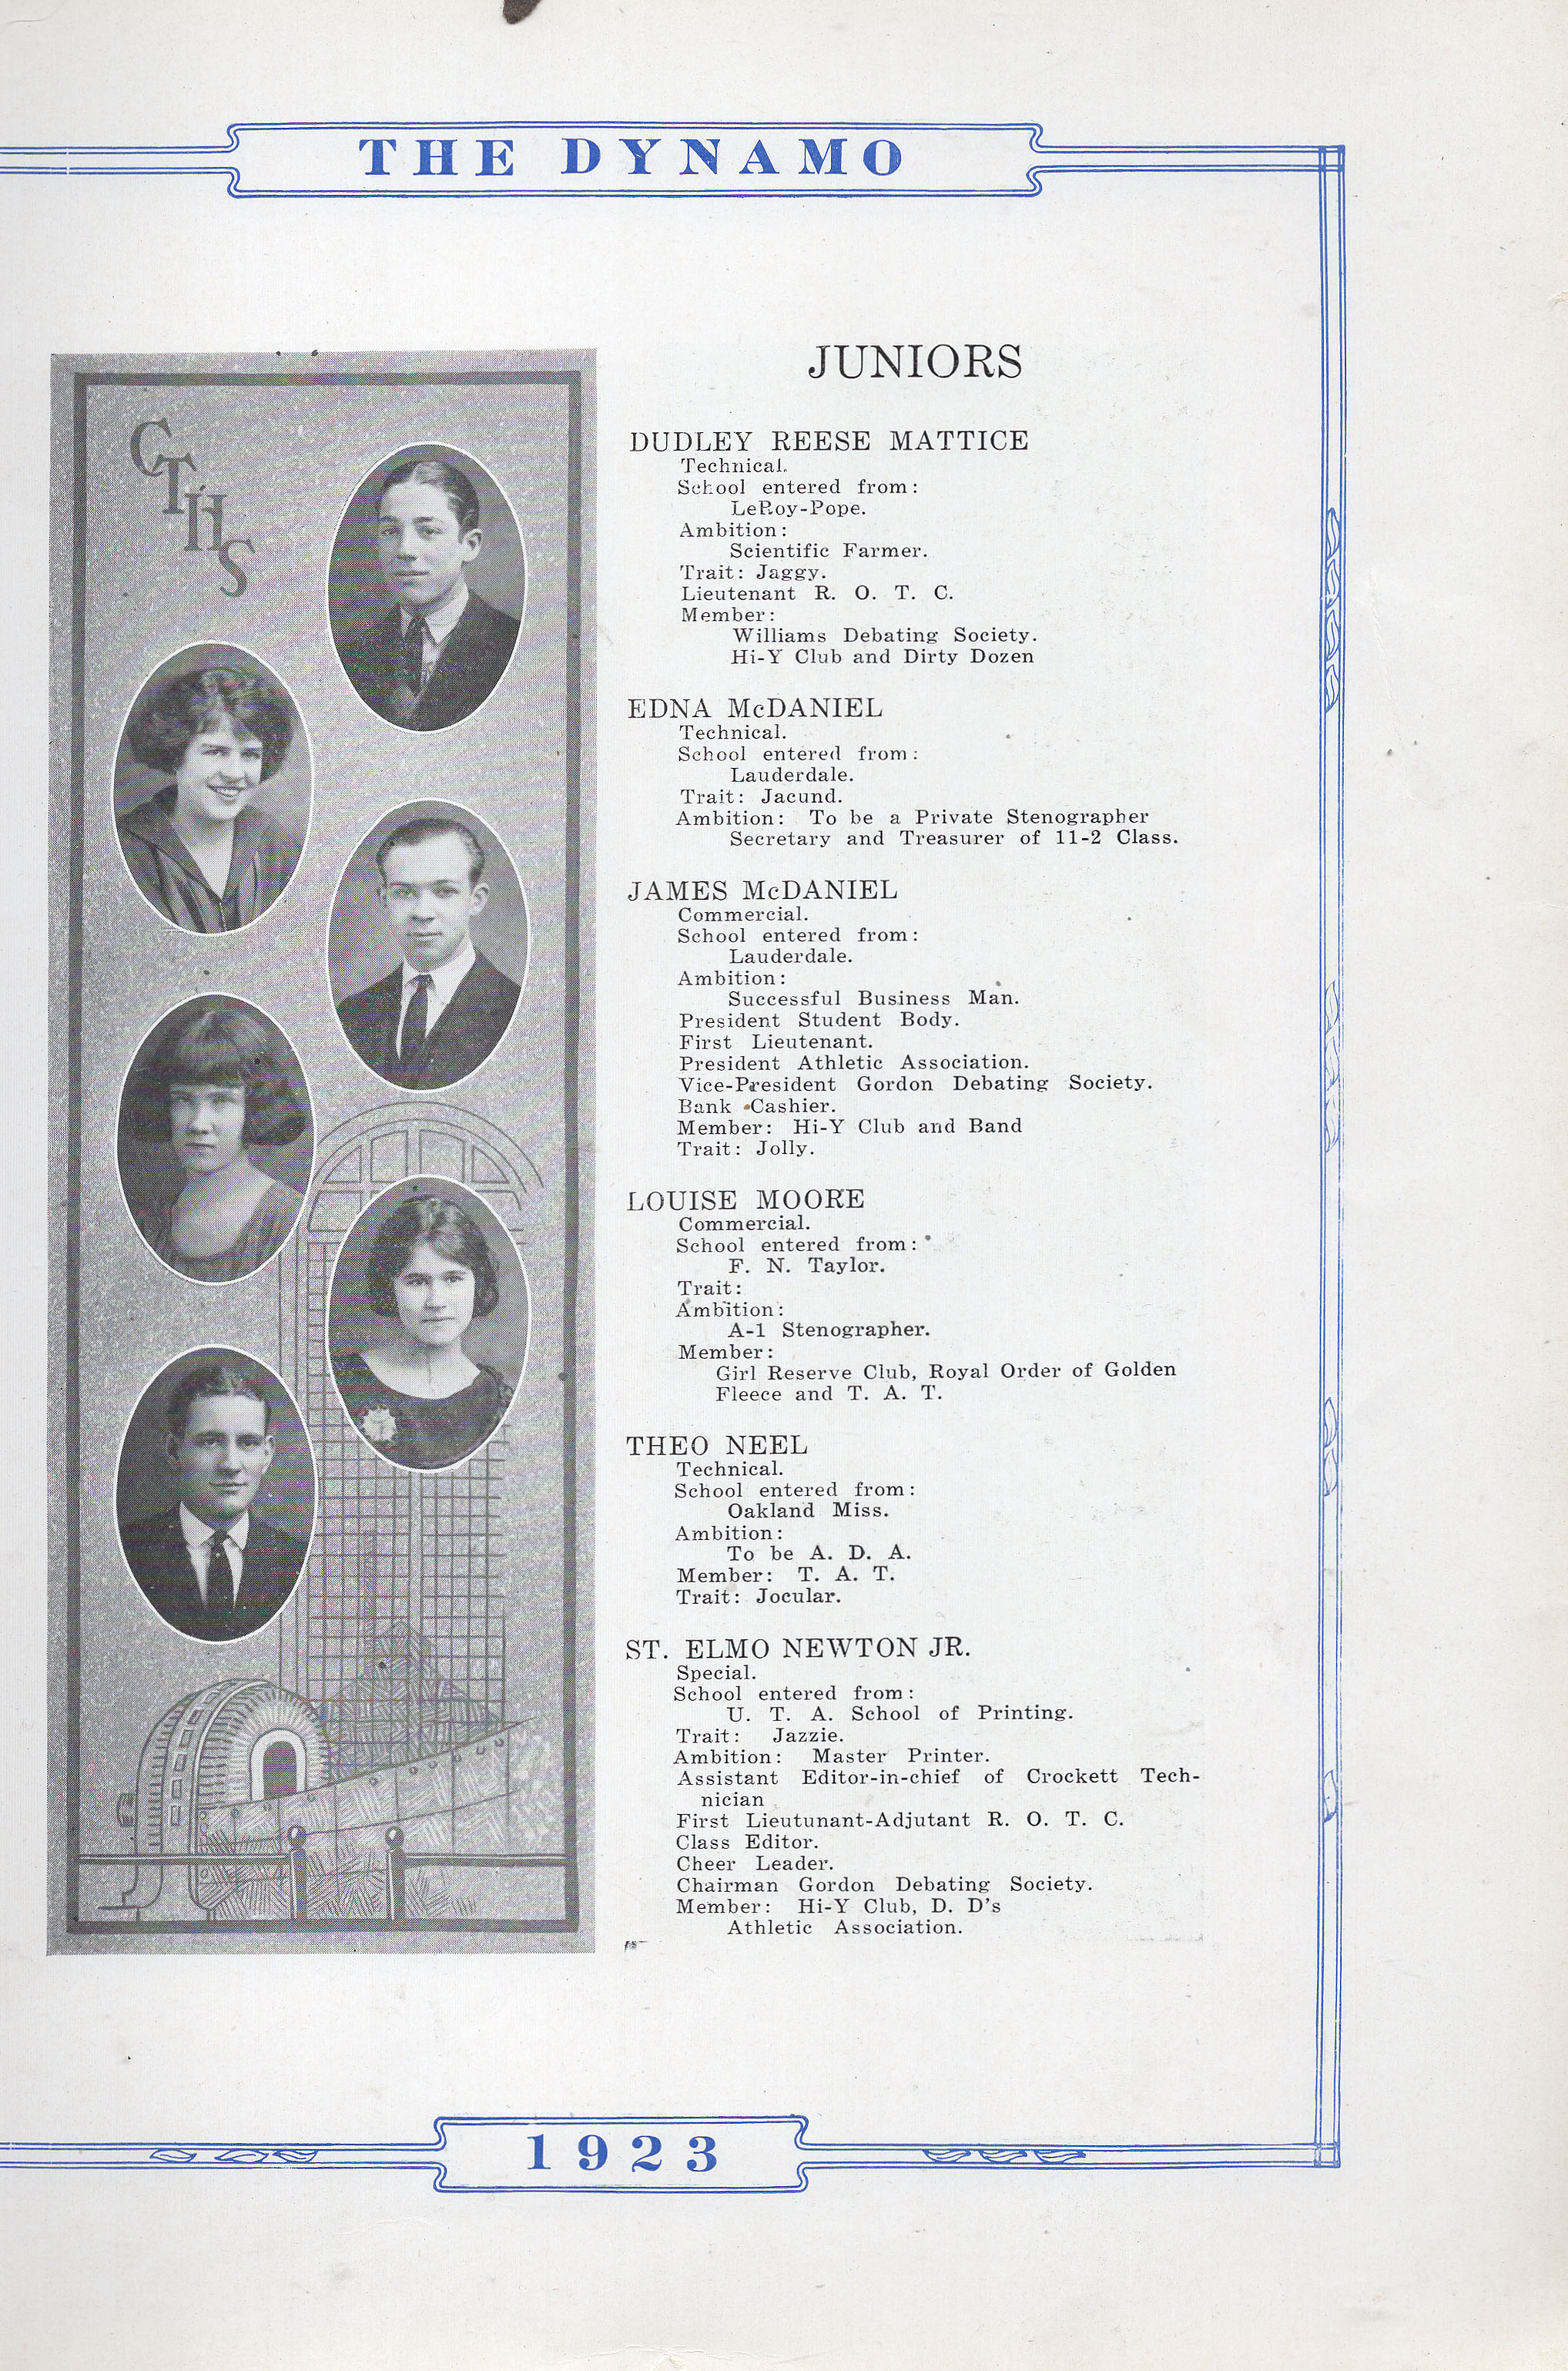 THE DYNAMO
CTHS
JUNIORS
DUDLEY REESE MATTICE
Technical.
School entered from:
LeRoy-Pope.
Ambition:
Scientific Farmer.
Trait: Jaggy.
Lieutenant R. O. T. C.
Member:
Williams Debating Society.
Hi-Y Club and Dirty Dozen
EDNA McDANIEL
Technical.
School entered from:
Lauderdale.
Trait: Jacund.
Ambition: To be a Private Stenographer
Secretary and Treasurer of 11-2 Class.
JAMES McDANIEL
Commercial.
School entered from:
Lauderdale.
Ambition:
Successful Business Man.
President Student Body.
First Lieutenant.
President Athletic Association.
Vice-President Gordon Debating Society.
Bank Cashier.
Member: Hi-Y Club and Band
Trait: Jolly.
LOUISE MOORE
Commercial.
School entered from:
F. N. Taylor.
Trait:
Ambition:
A-1 Stenographer.
Member:
Girl Reserve Club, Royal Order of Golden
Fleece and T. A. T.
THEO NEEL
Technical.
School entered from:
Oakland Miss.
Ambition:
To be A. D. A.
Member: T. A. T.
Trait: Jocular.
ST. ELMO NEWTON JR.
Special.
School entered from:
U. T. A. School of Printing.
Trait: Jazzie.
Ambition: Master Printer.
Assistant Editor-in-chief of Crockett Tech-
nician
First Lieutunant-Adjutant R. O. T. C.
Class Editor.
Cheer Leader.
Chairman Gordon Debating Society.
Member: Hi-Y Club, D. D's
Athletic Association.
1923